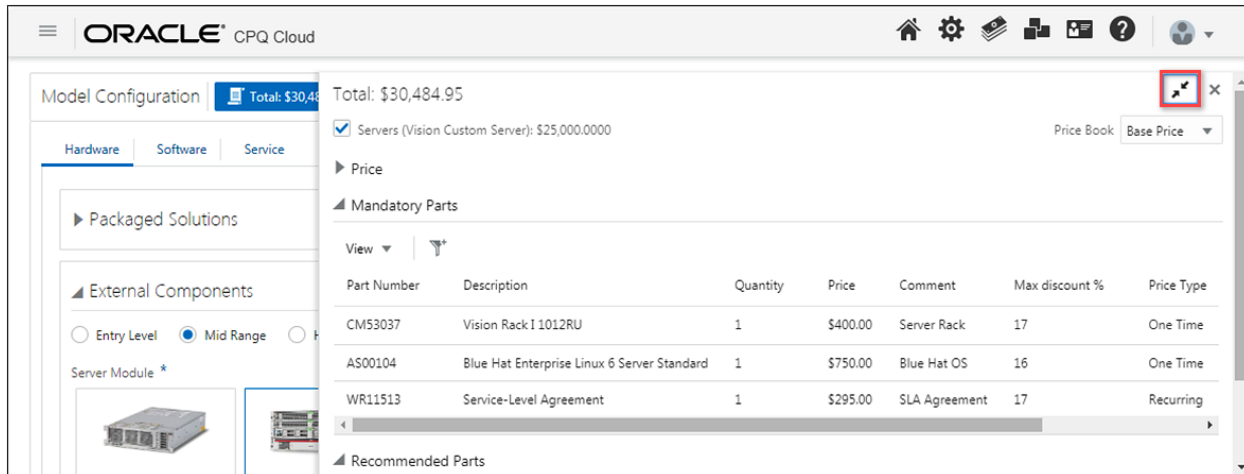 ORACLE CPQ Cloud
Model Configuration
Total: $30,48
Hardware Software Service
Packaged Solutions
External Components
Entry Level Mid Range H
Server Module *
Total: $30,484.95
Servers (Vision Custom Server): $25,000.0000
Price Book Base Price
Price
Mandatory Parts
View
Part Number Description Quantity Price Comment Max discount % Price Type
CM53037 Vision Rack I 1012RU 1 $400.00 Server Rack 17 One Time
AS00104 Blue Hat Enterprise Linux 6 Server Standard 1 $750.00 Blue Hat OS 16 One Time
WR11513 Service-Level Agreement 1 $295.00 SLA Agreement 17 Recurring
Recommended Parts